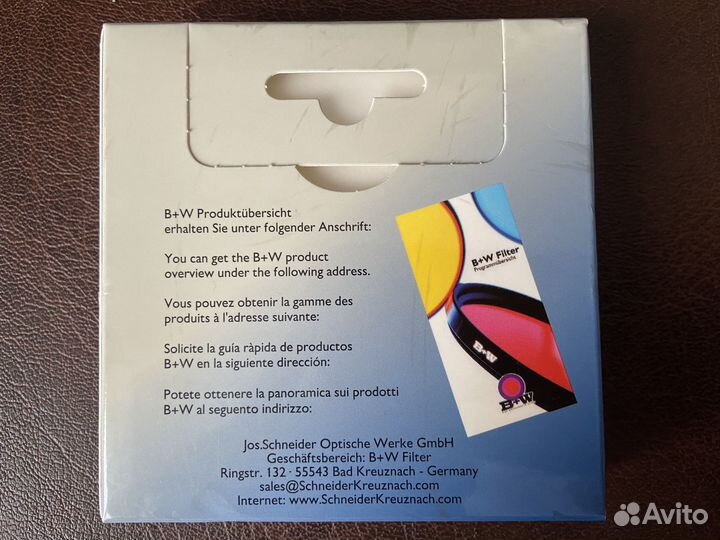 B+W Produktübersicht
erhalten Sie unter folgender Anschrift:
You can get the B+W product
overview under the following address.
Vous pouvez obtenir la gamme des
produits à l'adresse suivante:
Solicite la guía ràpida de productos
B+W en la siguiente dirección:
Potete ottenere la panoramica sui prodotti
B+W al seguento indirizzo:
B+W Filter
Programmübersicht
B+W
B+W
Jos.Schneider Optische Werke GmbH
Geschäftsbereich: B+W Filter
Ringstr. 132 · 55543 Bad Kreuznach - Germany
sales@SchneiderKreuznach.com
Internet: www.SchneiderKreuznach.com
Avito